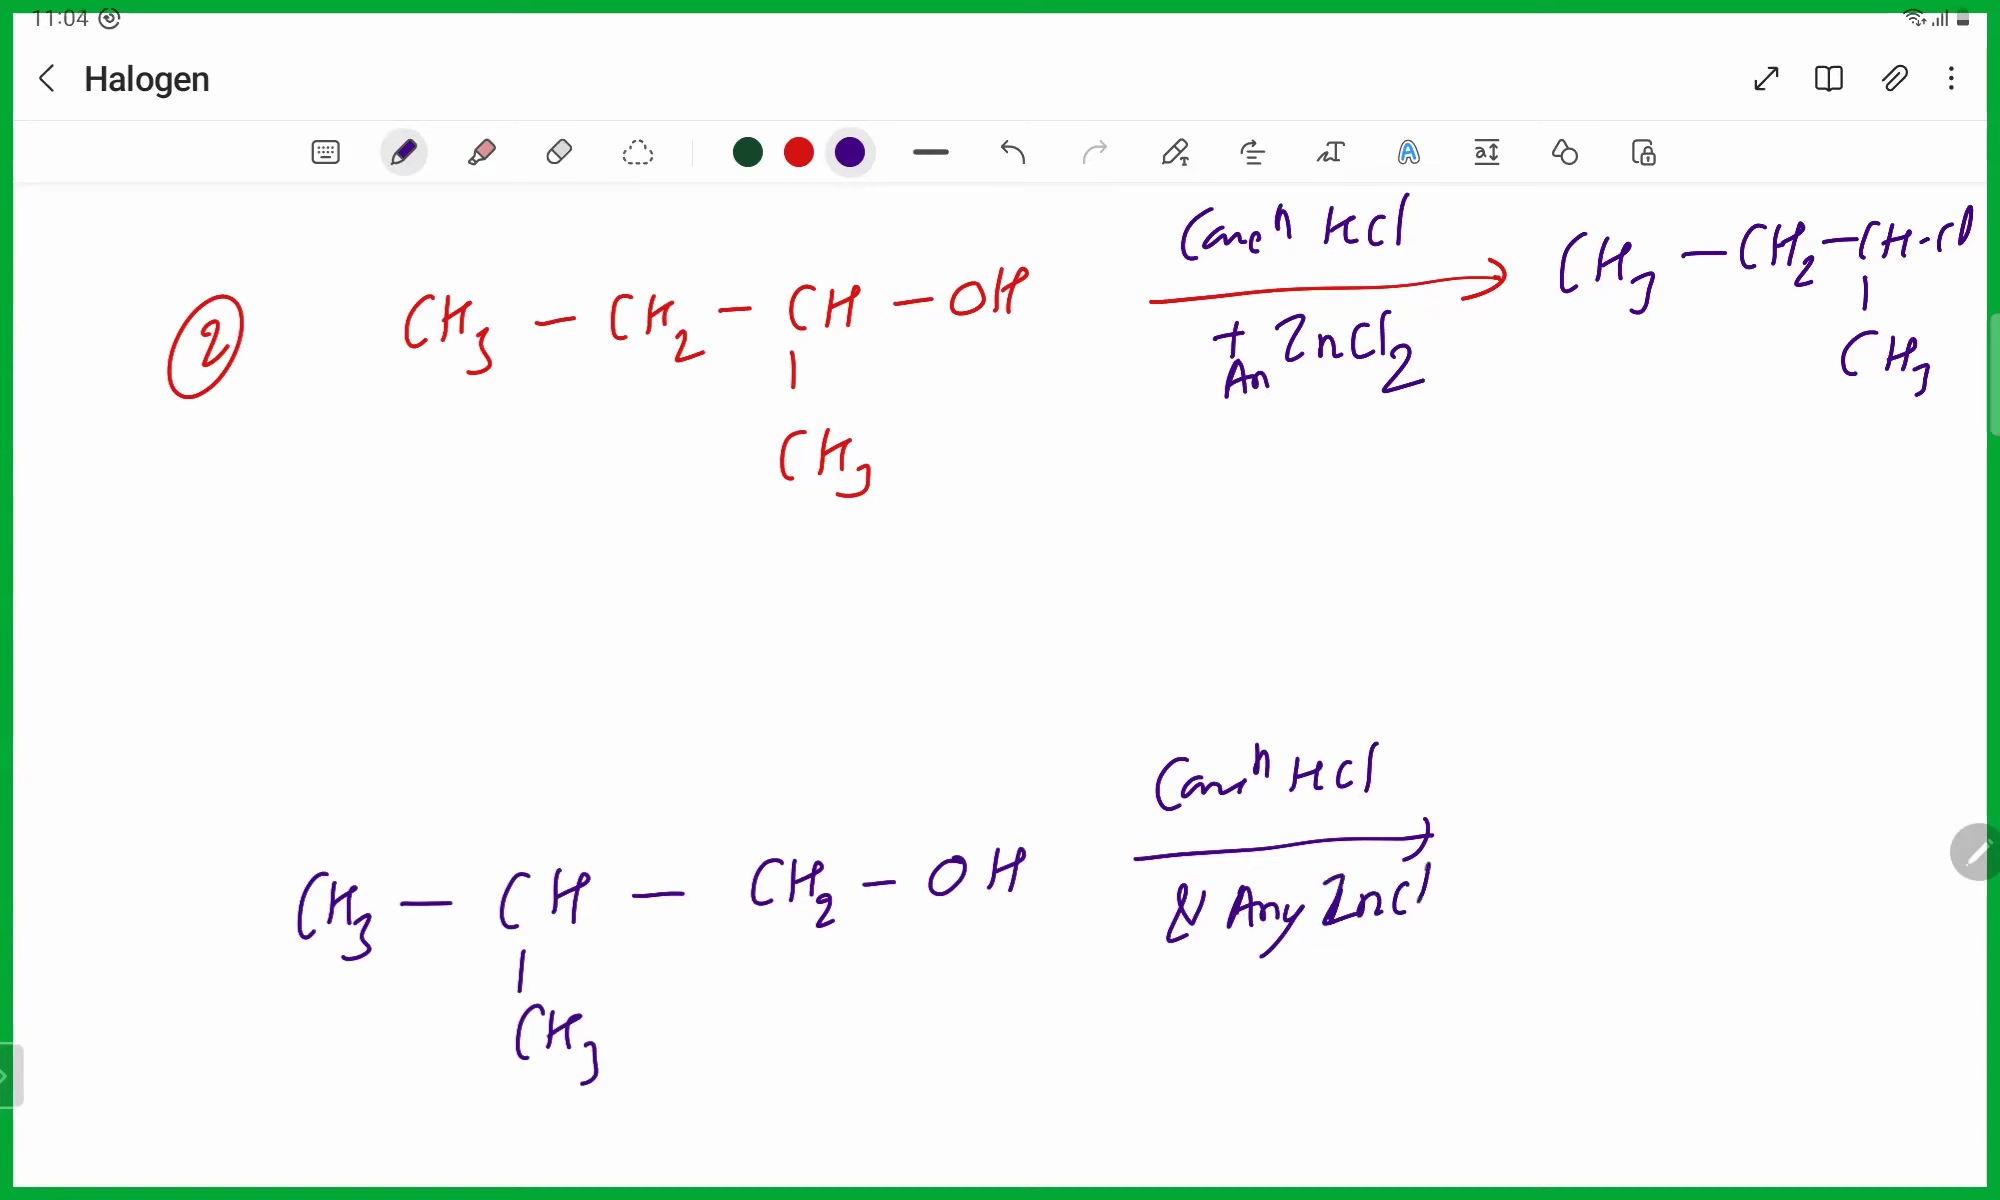 11:04
Halogen
Concn HCl
② CH3 — CH2 — CH — OH → CH3 — CH2 — CH - Cl
+ An ZnCl2
CH3 CH3
Concn HCl
CH3 — CH — CH2 — OH →
& Any ZnCl
CH3